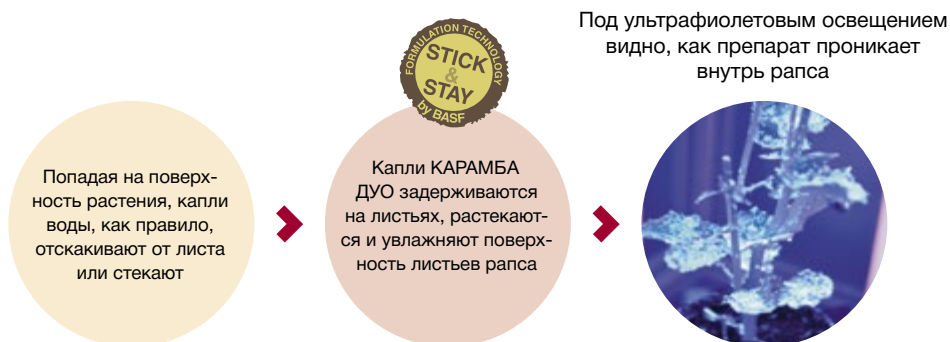 Под ультрафиолетовым освещением
видно, как препарат проникает
внутрь рапса
FORMULATION TECHNOLOGY
STICK
&
STAY
by BASF
Попадая на поверх-
ность растения, капли
воды, как правило,
отскакивают от листа
или стекают
Капли КАРАМБА
ДУО задерживаются
на листьях, растекают-
ся и увлажняют поверх-
ность листьев рапса